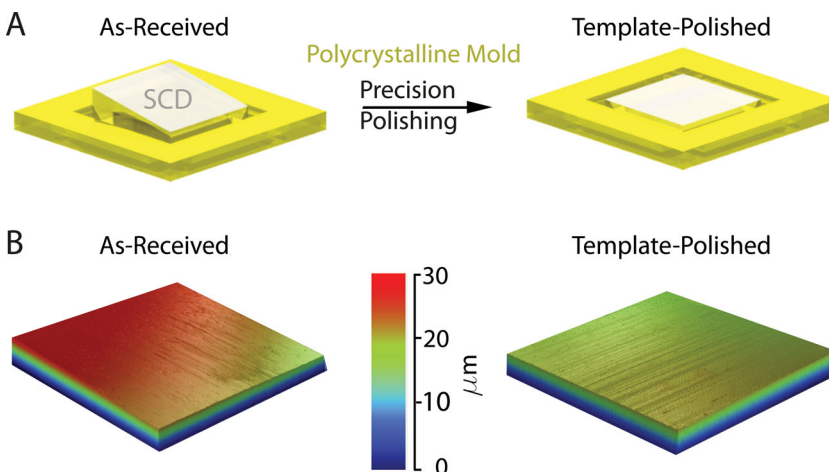 A
As-Received
Template-Polished
Polycrystalline Mold
Precision
Polishing
SCD
B
As-Received
Template-Polished
30
20
10
0
μm